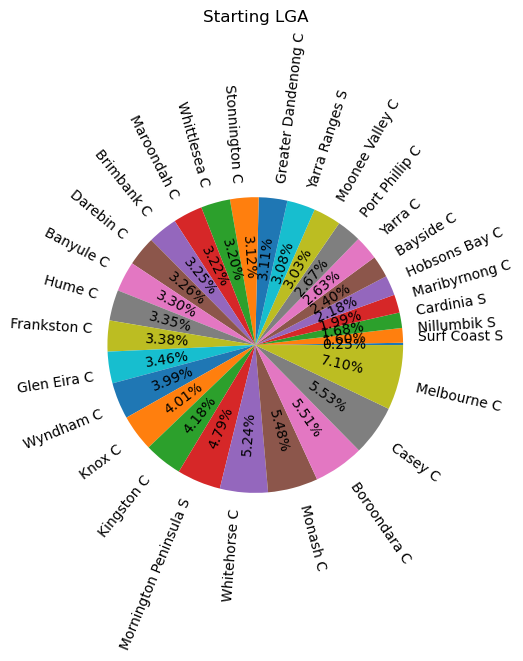 Starting LGA
Surf Coast S
0.25%
Nillumbik S
1.60%
Cardinia S
1.68%
Maribyrnong C
1.99%
Hobsons Bay C
2.18%
Bayside C
2.40%
Yarra C
2.63%
Port Phillip C
2.67%
Moonee Valley C
3.03%
Yarra Ranges S
3.08%
Greater Dandenong C
3.11%
Stonnington C
3.12%
Whittlesea C
3.20%
Maroondah C
3.22%
Brimbank C
3.25%
Darebin C
3.26%
Banyule C
3.30%
Hume C
3.35%
Frankston C
3.38%
Glen Eira C
3.46%
Wyndham C
3.99%
Knox C
4.01%
Kingston C
4.18%
Mornington Peninsula S
4.79%
Whitehorse C
5.24%
Monash C
5.48%
Boroondara C
5.51%
Casey C
5.53%
Melbourne C
7.10%